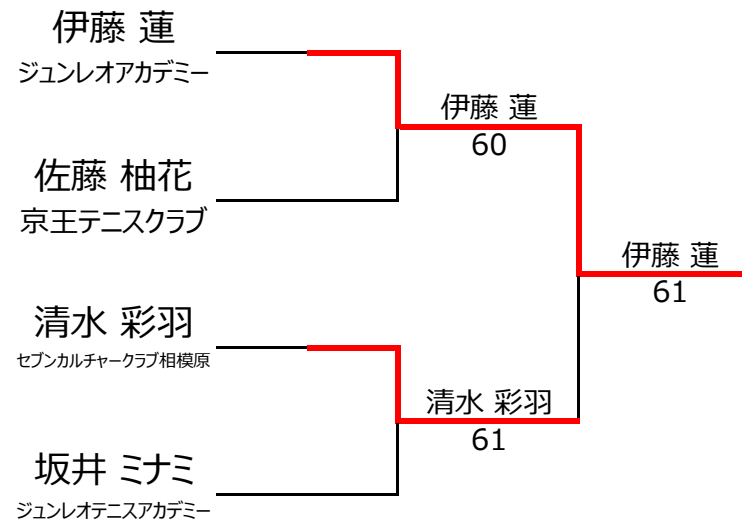 伊藤 蓮
ジュンレオアカデミー
伊藤 蓮
60
佐藤 柚花
京王テニスクラブ
伊藤 蓮
61
清水 彩羽
セブンカルチャークラブ相模原
清水 彩羽
61
坂井 ミナミ
ジュンレオテニスアカデミー